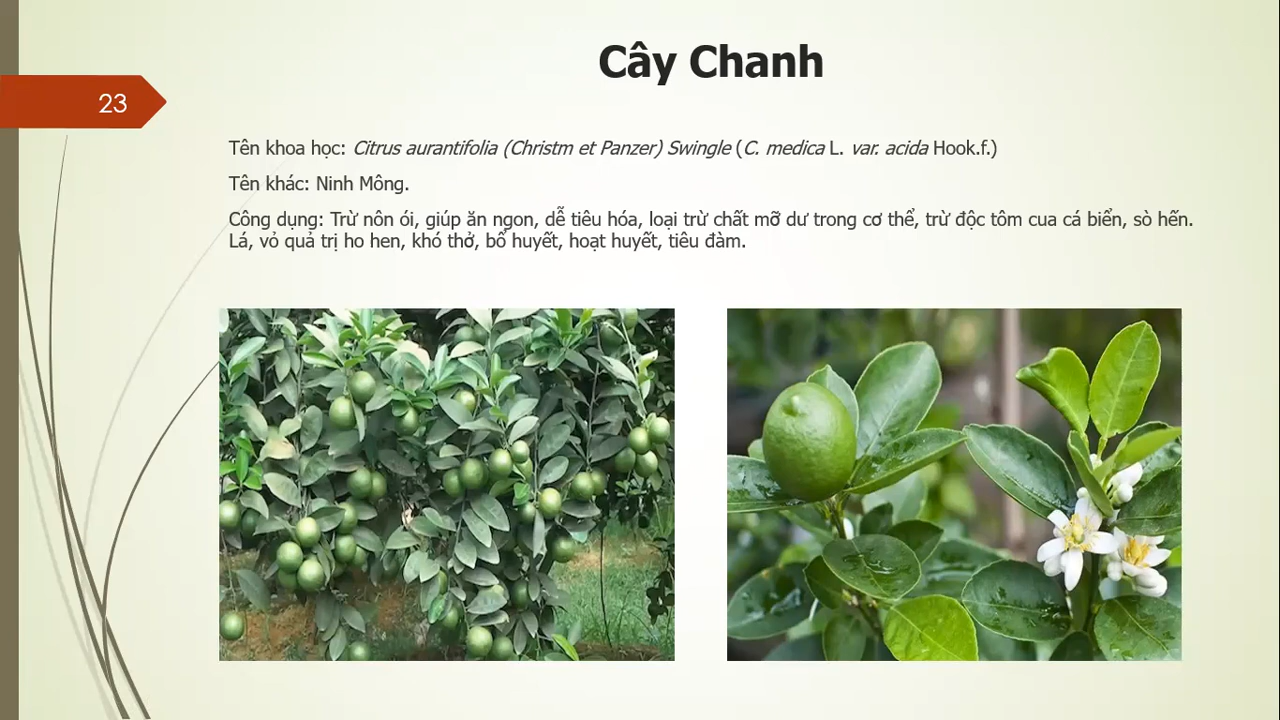 Cây Chanh
23
Tên khoa học: Citrus aurantifolia (Christm et Panzer) Swingle (C. medica L. var. acida Hook.f.)
Tên khác: Ninh Mông.
Công dụng: Trừ nôn ói, giúp ăn ngon, dễ tiêu hóa, loại trừ chất mỡ dư trong cơ thể, trừ độc tôm cua cá biển, sò hến.
Lá, vỏ quả trị ho hen, khó thở, bổ huyết, hoạt huyết, tiêu đàm.